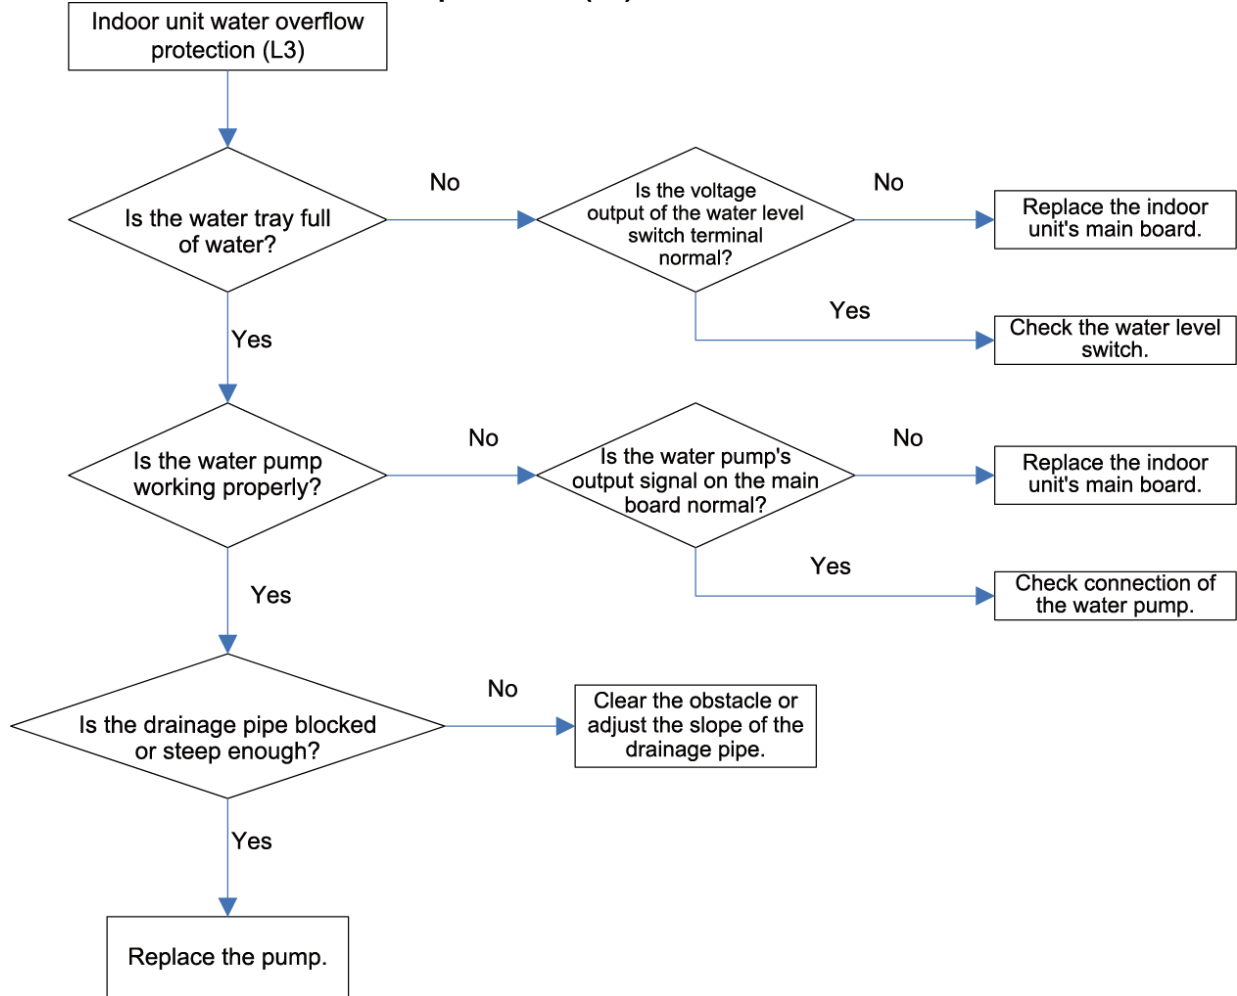 Indoor unit water overflow
protection (L3)
No
No
Is the water tray full
of water?
Is the voltage
output of the water level
switch terminal
normal?
Replace the indoor
unit's main board.
Yes
Yes
Check the water level
switch.
No
No
Is the water pump
working properly?
Is the water pump's
output signal on the main
board normal?
Replace the indoor
unit's main board.
Yes
Yes
Check connection of
the water pump.
No
Is the drainage pipe blocked
or steep enough?
Clear the obstacle or
adjust the slope of the
drainage pipe.
Yes
Replace the pump.